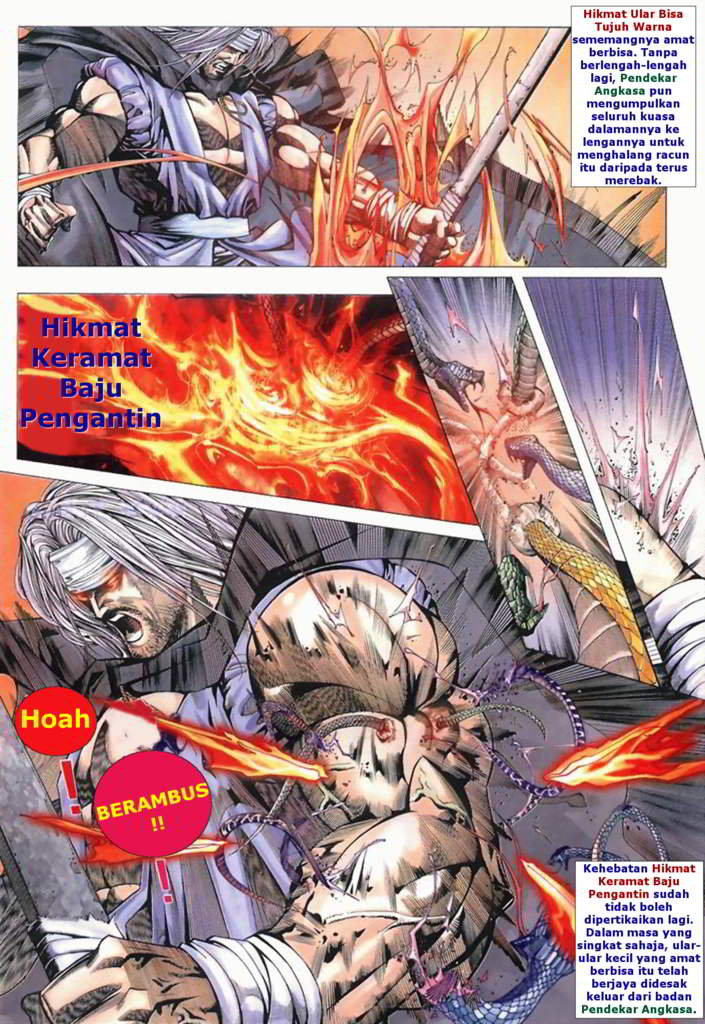 Hikmat Ular Bisa
Tujuh Warna
sememangnya amat
berbisa. Tanpa
berlengah-lengah
lagi, Pendekar
Angkasa pun
mengumpulkan
seluruh kuasa
dalamannya ke
lengannya untuk
menghalang racun
itu daripada terus
merebak.
Hikmat
Keramat
Baju
Pengantin
Hoah
!
BERAMBUS
!!
!
Kehebatan Hikmat
Keramat Baju
Pengantin sudah
tidak boleh
dipertikaikan lagi.
Dalam masa yang
singkat sahaja, ular-
ular kecil yang amat
berbisa itu telah
berjaya didesak
keluar dari badan
Pendekar Angkasa.